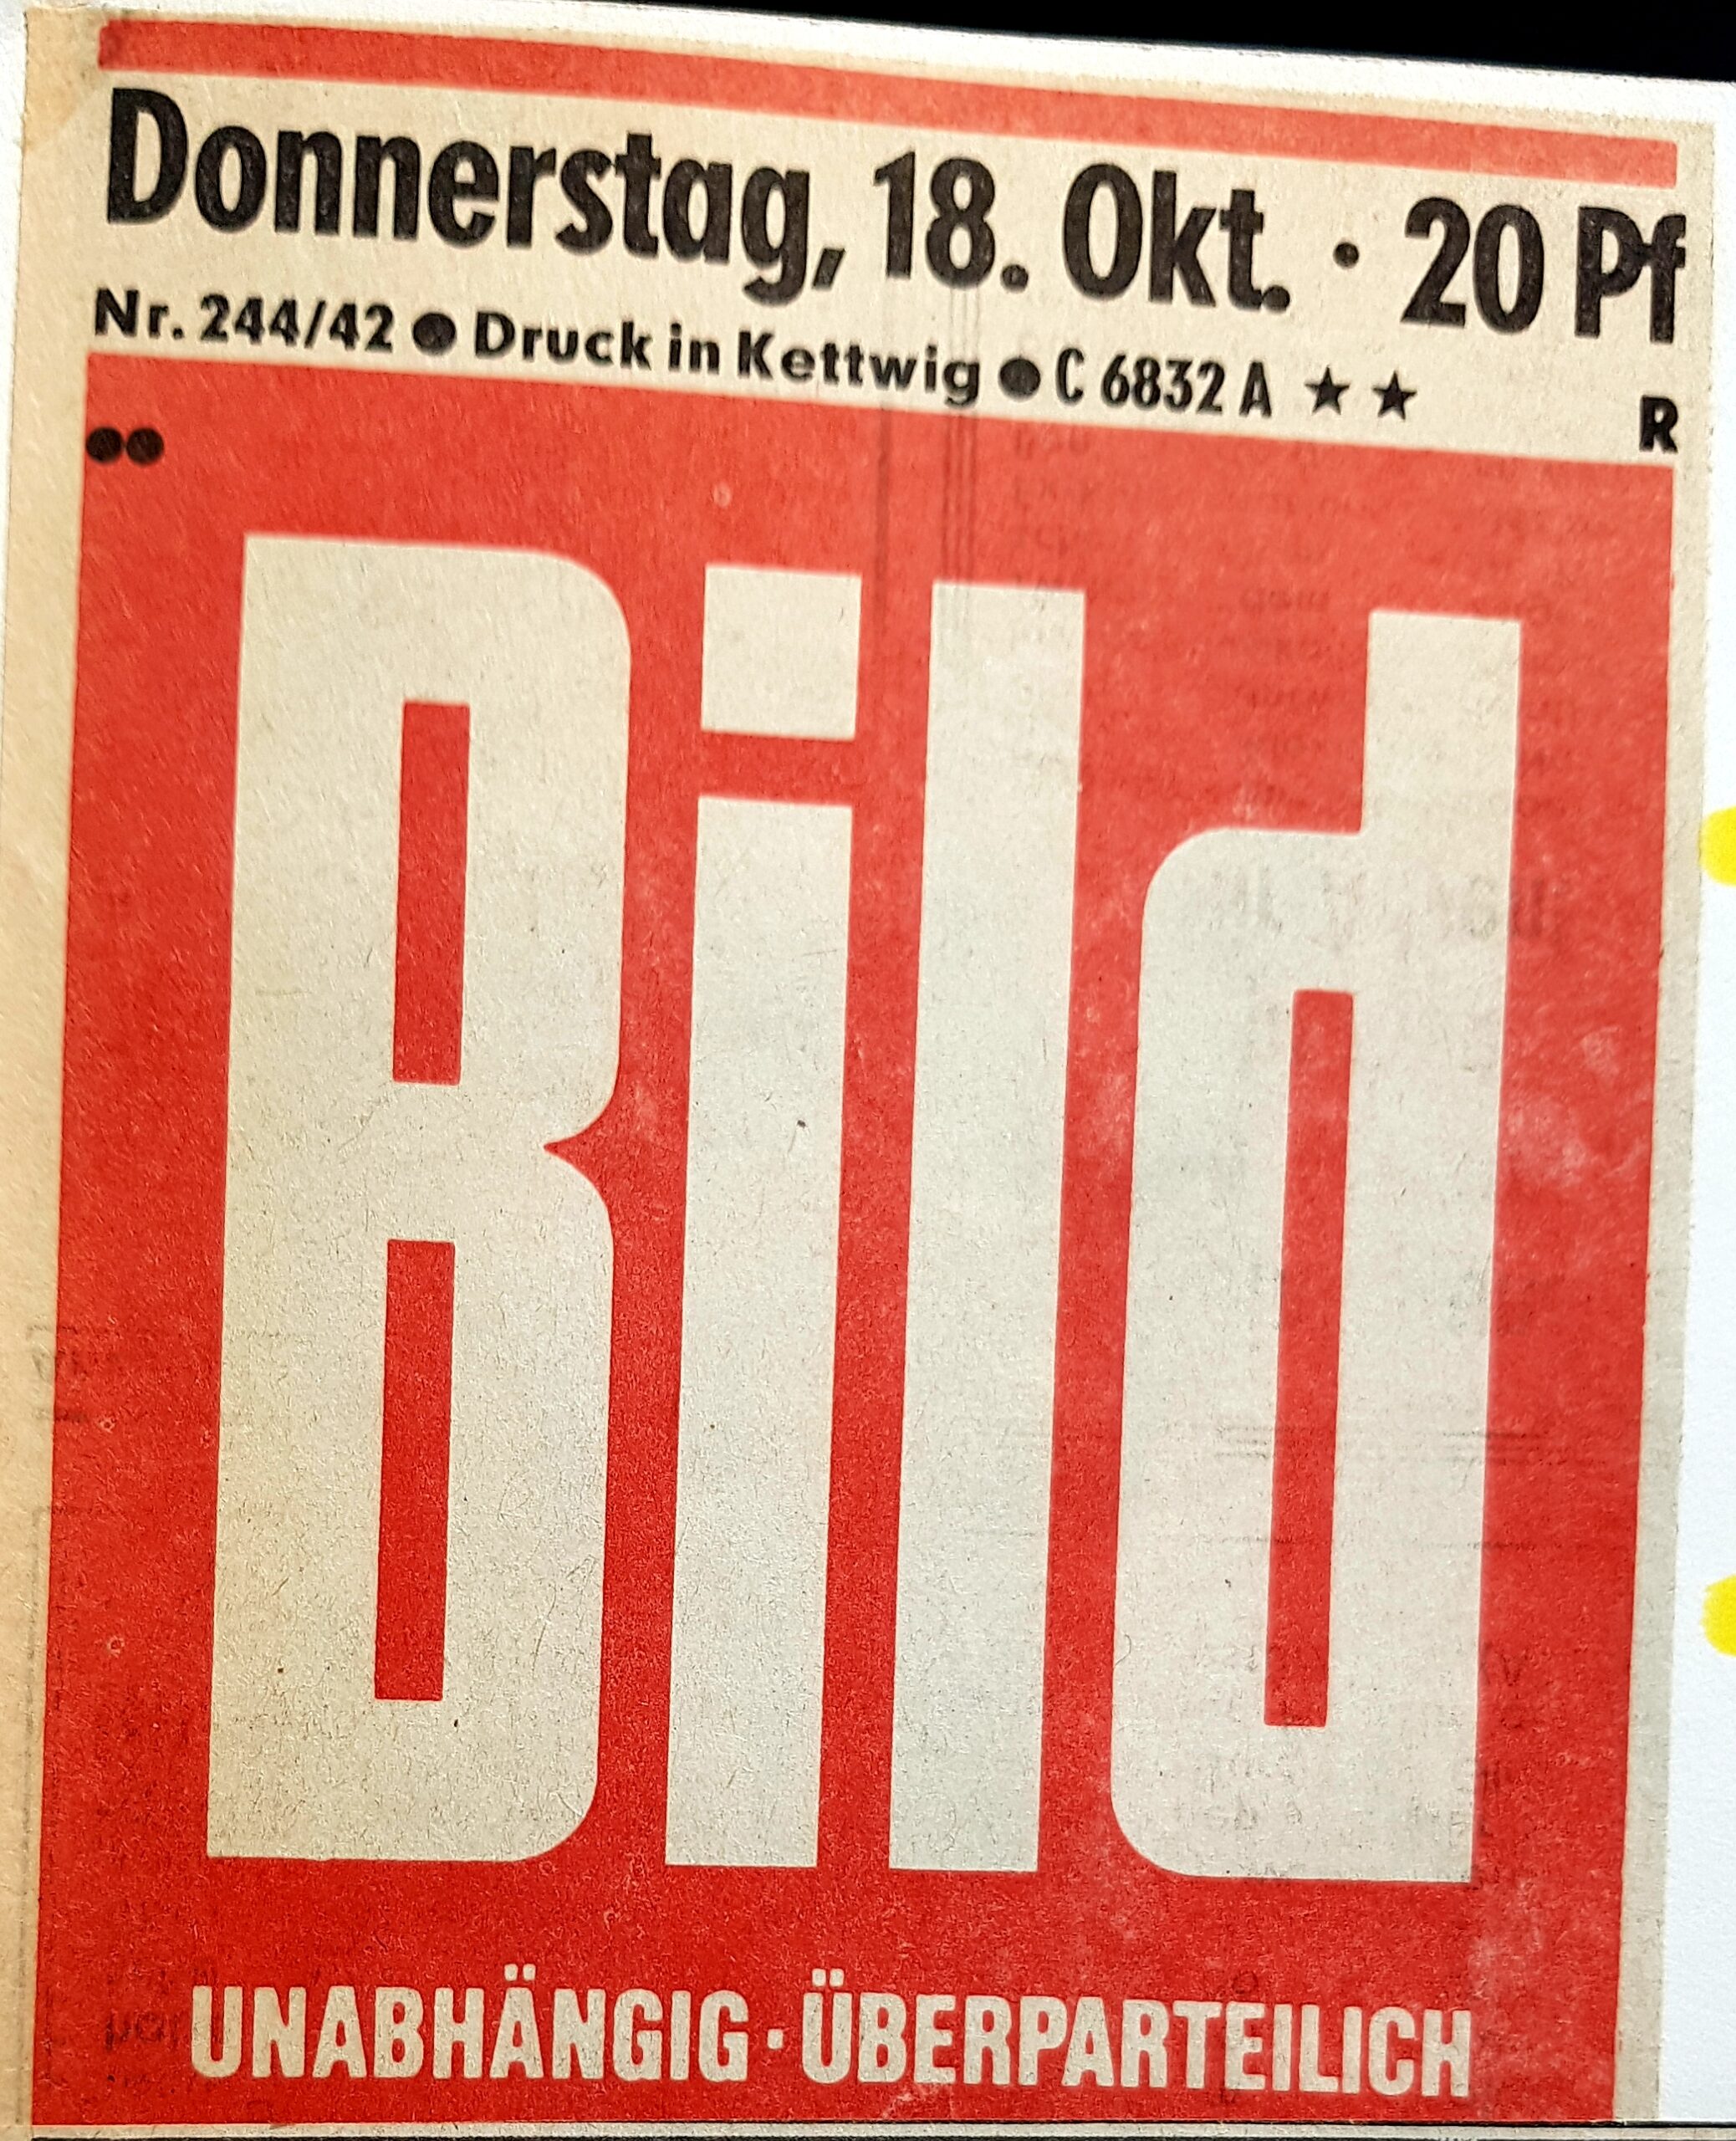 Donnerstag, 18. Okt. · 20 Pf
Nr. 244/42 ● Druck in Kettwig ● C 6832 A ★ ★ R
●●
Bild
UNABHÄNGIG · ÜBERPARTEILICH